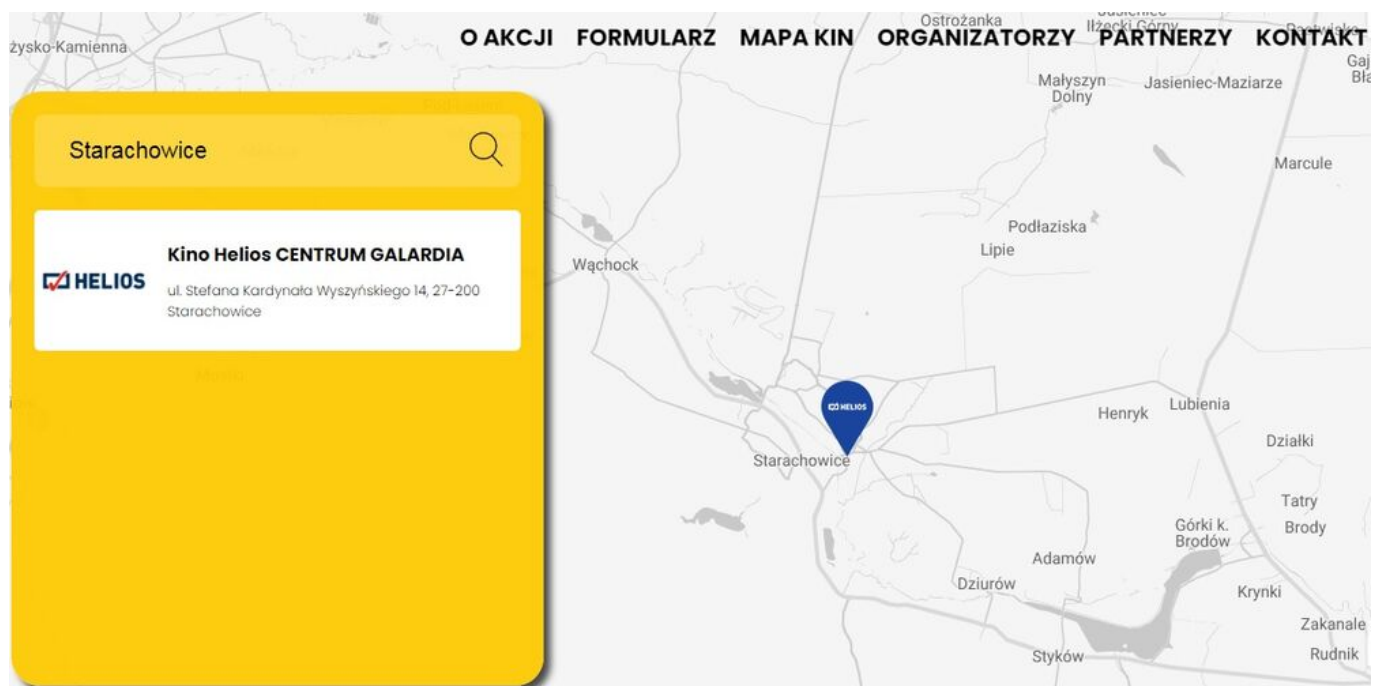 O AKCJI FORMULARZ MAPA KIN ORGANIZATORZY PARTNERZY KONTAKT
Starachowice
HELIOS
Kino Helios CENTRUM GALARDIA
ul. Stefana Kardynała Wyszyńskiego 14, 27-200
Starachowice
Ostrożanka
Iłżecki Górny
żysko-Kamienna
Małyszyn
Dolny
Jasieniec-Maziarze
Marcule
Podłaziska
Lipie
Wąchock
HELIOS
Henryk
Lubienia
Starachowice
Działki
Tatry
Górki k.
Brodów
Brody
Adamów
Dziurów
Krynki
Zakanale
Styków
Rudnik